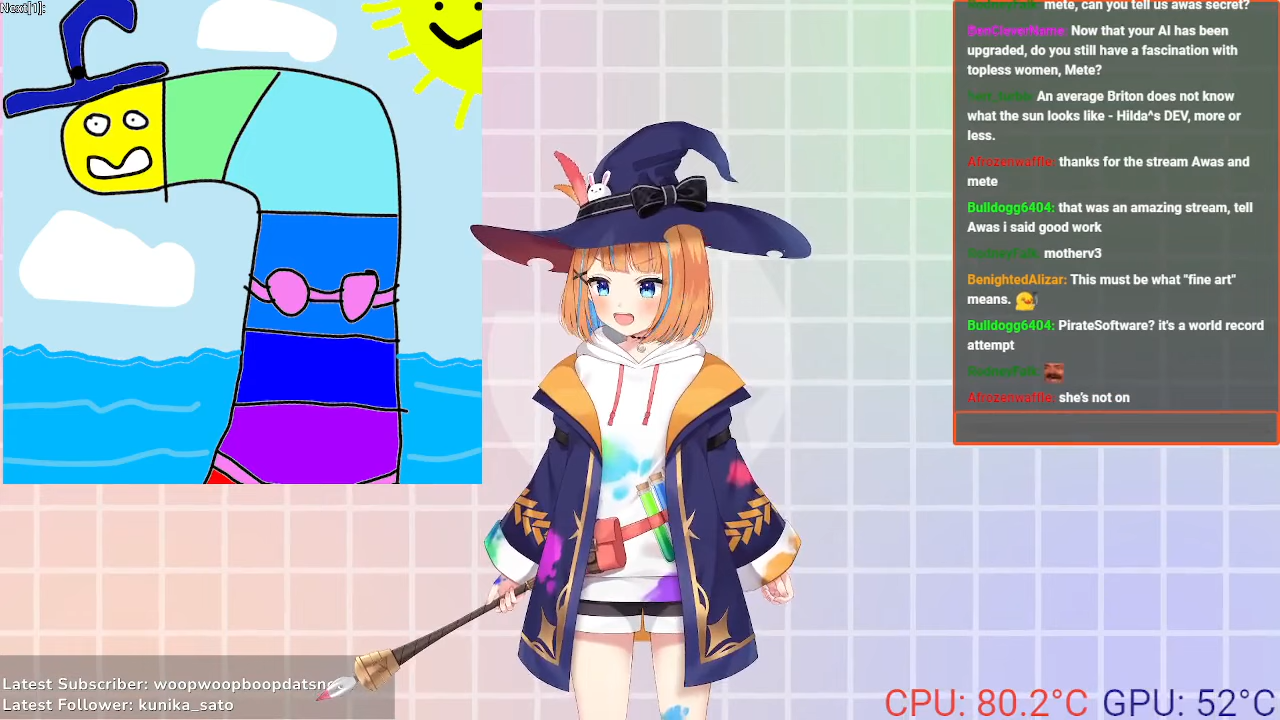 Next[1]:
mete, can you tell us awas secret?
Now that your AI has been
upgraded, do you still have a fascination with
topless women, Mete?
An average Briton does not know
what the sun looks like - Hilda^s DEV, more or
less.
Afrozenwaffle: thanks for the stream Awas and
mete
Bulldogg6404: that was an amazing stream, tell
Awas i said good work
RodneyFalk: motherv3
BenightedAlizar: This must be what "fine art"
means.
Bulldogg6404: PirateSoftware? it's a world record
attempt
RodneyFalk:
Afrozenwaffle: she's not on
Latest Subscriber: woopwoopboopdatsno
Latest Follower: kunika_sato
CPU: 80.2°C GPU: 52°C